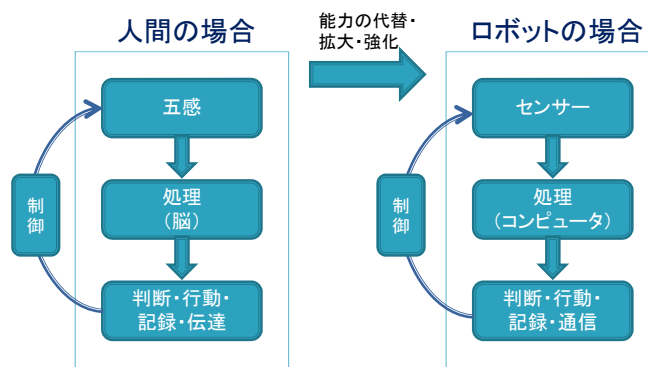 人間の場合
能力の代替・
拡大・強化
ロボットの場合
五感
処理
(脳)
判断・行動・
記録・伝達
制
御
センサー
処理
(コンピュータ)
判断・行動・
記録・通信
制
御